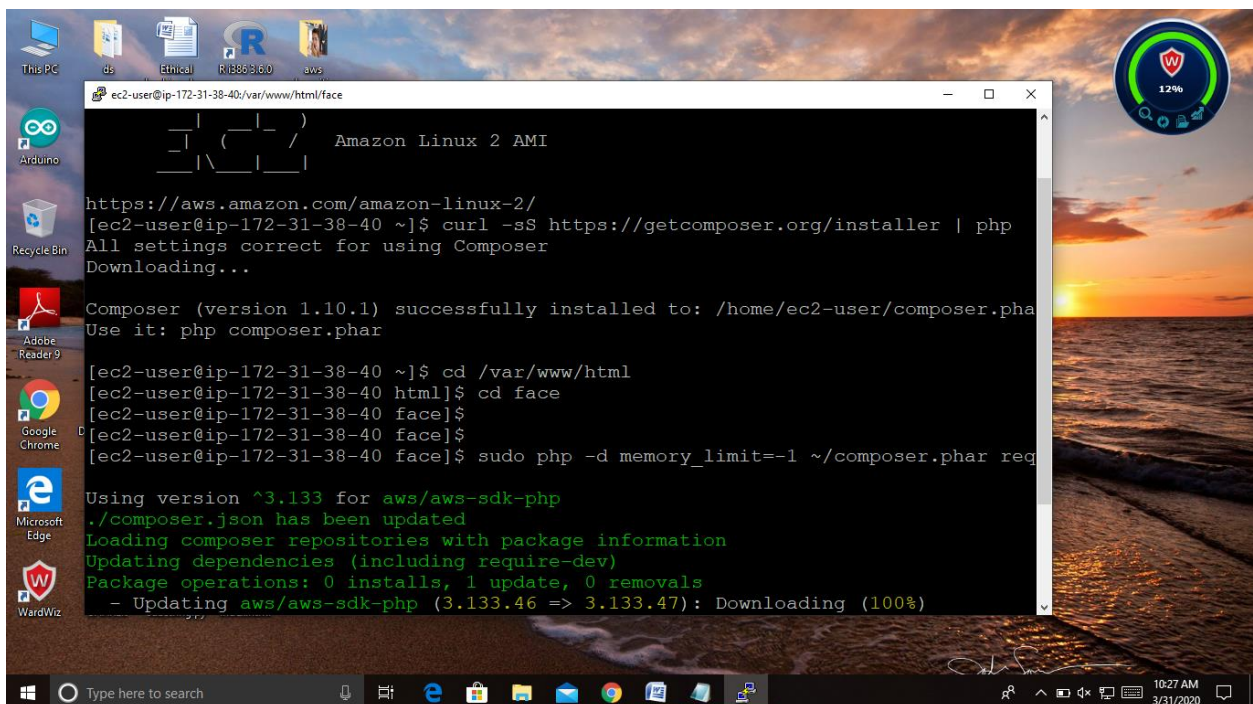 This PC
ds
Ethical
R i386 3.6.0
aws
12%
ec2-user@ip-172-31-38-40:/var/www/html/face
Amazon Linux 2 AMI
https://aws.amazon.com/amazon-linux-2/
[ec2-user@ip-172-31-38-40 ~]$ curl -sS https://getcomposer.org/installer | php
All settings correct for using Composer
Downloading...
Composer (version 1.10.1) successfully installed to: /home/ec2-user/composer.pha
Use it: php composer.phar
[ec2-user@ip-172-31-38-40 ~]$ cd /var/www/html
[ec2-user@ip-172-31-38-40 html]$ cd face
[ec2-user@ip-172-31-38-40 face]$
[ec2-user@ip-172-31-38-40 face]$
[ec2-user@ip-172-31-38-40 face]$ sudo php -d memory_limit=-1 ~/composer.phar req
Using version ^3.133 for aws/aws-sdk-php
./composer.json has been updated
Loading composer repositories with package information
Updating dependencies (including require-dev)
Package operations: 0 installs, 1 update, 0 removals
- Updating aws/aws-sdk-php (3.133.46 => 3.133.47): Downloading (100%)
Arduino
Recycle Bin
Adobe
Reader 9
Google
Chrome
Microsoft
Edge
WardWiz
Type here to search
10:27 AM
3/31/2020